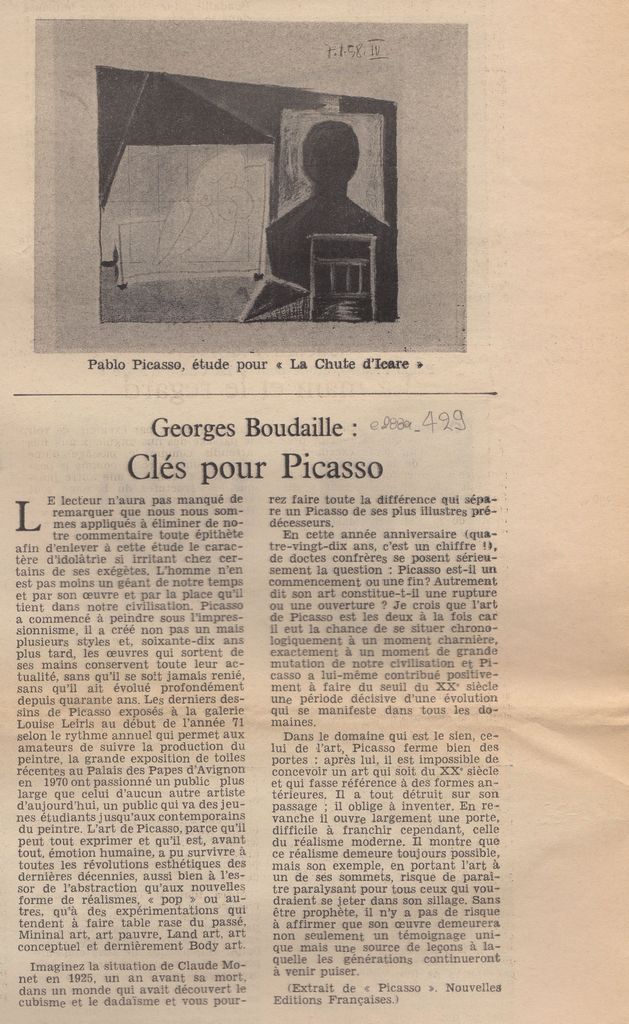 7.1.58. IV
Pablo Picasso, étude pour « La Chute d'Icare »
Georges Boudaille :
429
Clés pour Picasso
LE lecteur n'aura pas manqué de
remarquer que nous nous som-
mes appliqués à éliminer de no-
tre commentaire toute épithète
afin d'enlever à cette étude le carac-
tère d'idolâtrie si irritant chez cer-
tains de ses exégètes. L'homme n'en
est pas moins un géant de notre temps
et par son œuvre et par la place qu'il
tient dans notre civilisation. Picasso
a commencé à peindre sous l'impres-
sionnisme, il a créé non pas un mais
plusieurs styles et, soixante-dix ans
plus tard, les œuvres qui sortent de
ses mains conservent toute leur ac-
tualité, sans qu'il se soit jamais renié,
sans qu'il ait évolué profondément
depuis quarante ans. Les derniers des-
sins de Picasso exposés à la galerie
Louise Leiris au début de l'année 71
selon le rythme annuel qui permet aux
amateurs de suivre la production du
peintre, la grande exposition de toiles
récentes au Palais des Papes d'Avignon
en 1970 ont passionné un public plus
large que celui d'aucun autre artiste
d'aujourd'hui, un public qui va des jeu-
nes étudiants jusqu'aux contemporains
du peintre. L'art de Picasso, parce qu'il
peut tout exprimer et qu'il est, avant
tout, émotion humaine, a pu survivre à
toutes les révolutions esthétiques des
dernières décennies, aussi bien à l'es-
sor de l'abstraction qu'aux nouvelles
forme de réalismes, « pop » ou au-
tres, qu'à des expérimentations qui
tendent à faire table rase du passé,
Mininal art, art pauvre, Land art, art
conceptuel et dernièrement Body art.
Imaginez la situation de Claude Mo-
net en 1925, un an avant sa mort,
dans un monde qui avait découvert le
cubisme et le dadaïsme et vous pour-
rez faire toute la différence qui sépa-
re un Picasso de ses plus illustres pré-
décesseurs.
En cette année anniversaire (qua-
tre-vingt-dix ans, c'est un chiffre !),
de doctes confrères se posent sérieu-
sement la question : Picasso est-il un
commencement ou une fin? Autrement
dit son art constitue-t-il une rupture
ou une ouverture ? Je crois que l'art
de Picasso est les deux à la fois car
il eut la chance de se situer chrono-
logiquement à un moment charnière,
exactement à un moment de grande
mutation de notre civilisation et Pi-
casso a lui-même contribué positive-
ment à faire du seuil du XXe siècle
une période décisive d'une évolution
qui se manifeste dans tous les do-
maines.
Dans le domaine qui est le sien, ce-
lui de l'art, Picasso ferme bien des
portes : après lui, il est impossible de
concevoir un art qui soit du XXe siècle
et qui fasse référence à des formes an-
térieures. Il a tout détruit sur son
passage ; il oblige à inventer. En re-
vanche il ouvre largement une porte,
difficile à franchir cependant, celle
du réalisme moderne. Il montre que
ce réalisme demeure toujours possible,
mais son exemple, en portant l'art à
un de ses sommets, risque de paraî-
tre paralysant pour tous ceux qui vou-
draient se jeter dans son sillage. Sans
être prophète, il n'y a pas de risque
à affirmer que son œuvre demeurera
non seulement un témoignage uni-
que mais une source de leçons à la-
quelle les générations continueront
à venir puiser.
(Extrait de « Picasso ». Nouvelles
Editions Françaises.)